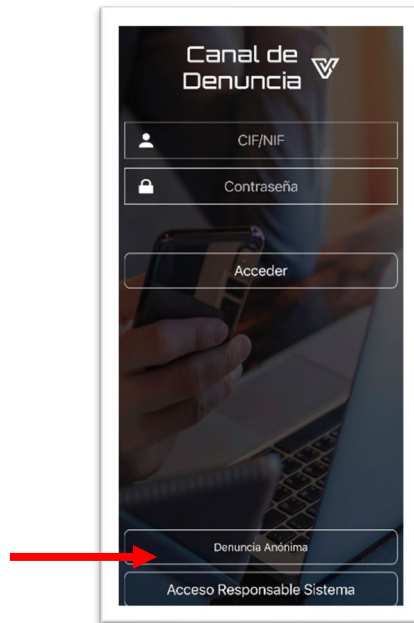 Canal de
Denuncia
CIF/NIF
Contraseña
Acceder
Denuncia Anónima
Acceso Responsable Sistema